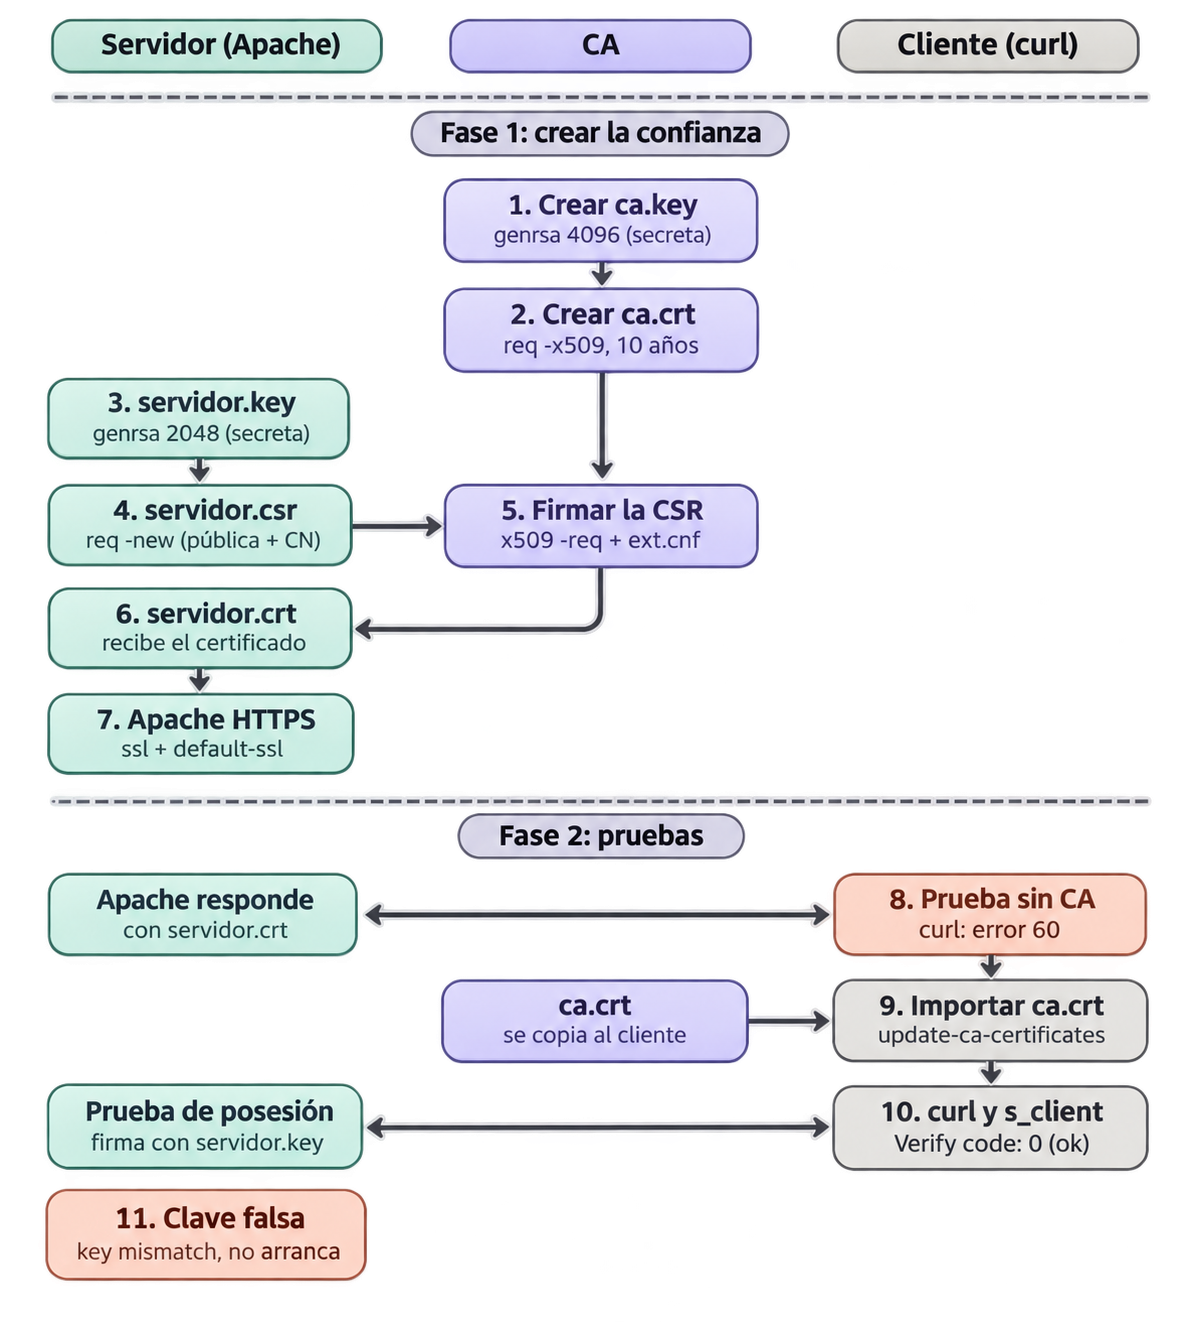 Servidor (Apache)
CA
Cliente (curl)
Fase 1: crear la confianza
1. Crear ca.key
genrsa 4096 (secreta)
2. Crear ca.crt
req -x509, 10 años
3. servidor.key
genrsa 2048 (secreta)
4. servidor.csr
req -new (pública + CN)
5. Firmar la CSR
x509 -req + ext.cnf
6. servidor.crt
recibe el certificado
7. Apache HTTPS
ssl + default-ssl
Fase 2: pruebas
Apache responde
con servidor.crt
8. Prueba sin CA
curl: error 60
ca.crt
se copia al cliente
9. Importar ca.crt
update-ca-certificates
Prueba de posesión
firma con servidor.key
10. curl y s_client
Verify code: 0 (ok)
11. Clave falsa
key mismatch, no arranca